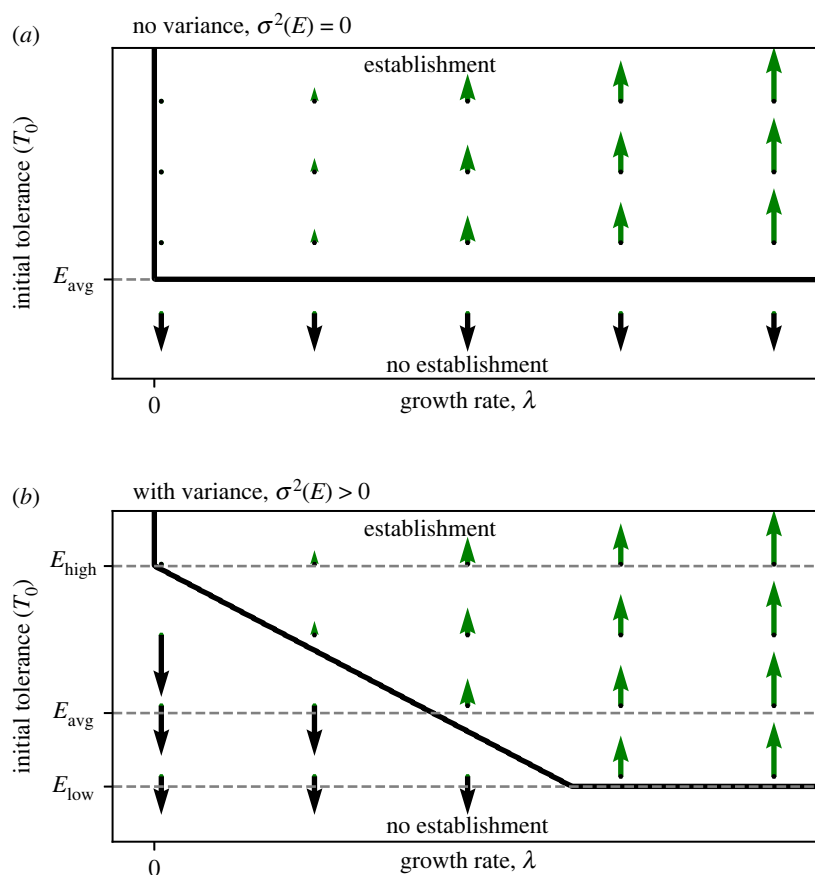 (a)
no variance, σ²(E) = 0
establishment
initial tolerance (T₀)
E_avg
no establishment
0
growth rate, λ
(b)
with variance, σ²(E) > 0
establishment
E_high
initial tolerance (T₀)
E_avg
E_low
no establishment
0
growth rate, λ